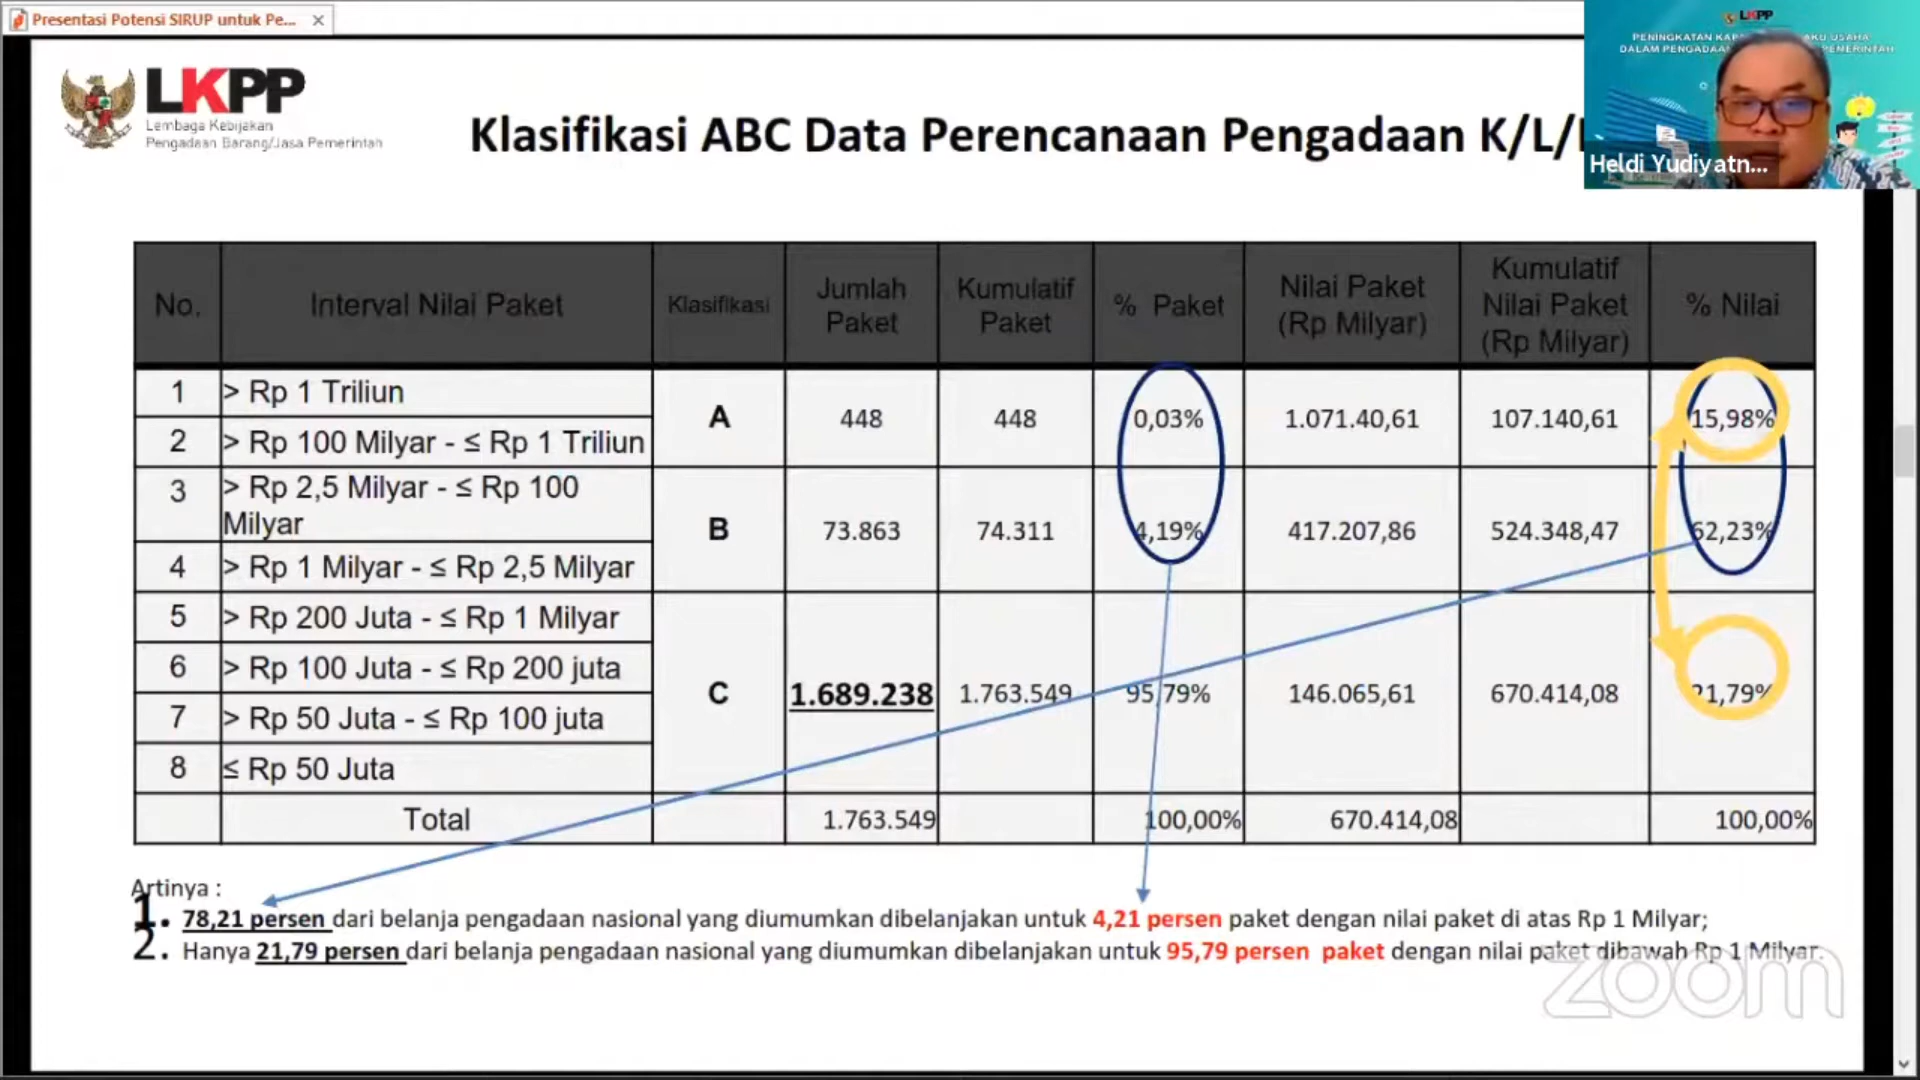 Presentasi Potensi SIRUP untuk Pe...
LKPP
PENINGKATAN
USAHA
DALAM
PEMERINTAH
Heldi Yudiyatn...
LKPP
Lembaga Kebijakan
Pengadaan Barang/Jasa Pemerintah
Klasifikasi ABC Data Perencanaan Pengadaan K/L/
No. Interval Nilai Paket Klasifikasi Jumlah Paket Kumulatif Paket % Paket Nilai Paket (Rp Milyar) Kumulatif Nilai Paket (Rp Milyar) % Nilai
1 > Rp 1 Triliun
A 448 448 0,03% 1.071.40,61 107.140,61 15,98%
2 > Rp 100 Milyar - ≤ Rp 1 Triliun
3 > Rp 2,5 Milyar - ≤ Rp 100
Milyar
B 73.863 74.311 4,19% 417.207,86 524.348,47 62,23%
4 > Rp 1 Milyar - ≤ Rp 2,5 Milyar
5 > Rp 200 Juta - ≤ Rp 1 Milyar
6 > Rp 100 Juta - ≤ Rp 200 juta
C 1.689.238 1.763.549 95,79% 146.065,61 670.414,08 21,79%
7 > Rp 50 Juta - ≤ Rp 100 juta
8 ≤ Rp 50 Juta
Total 1.763.549 100,00% 670.414,08 100,00%
Artinya :
1. 78,21 persen dari belanja pengadaan nasional yang diumumkan dibelanjakan untuk 4,21 persen paket dengan nilai paket di atas Rp 1 Milyar;
2. Hanya 21,79 persen dari belanja pengadaan nasional yang diumumkan dibelanjakan untuk 95,79 persen paket dengan nilai paket dibawah Rp 1 Milyar.
zoom